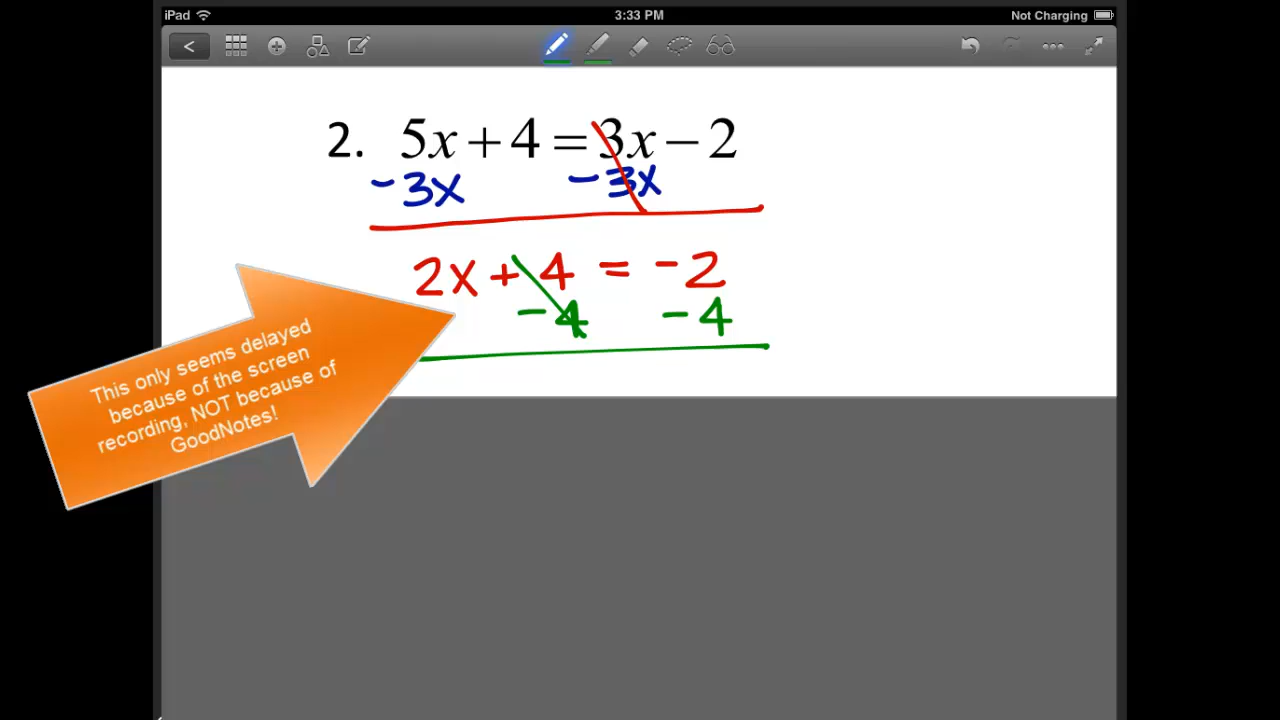 iPad 3:33 PM Not Charging
2. 5x + 4 = 3x − 2
-3x -3x
2x + 4 = -2
-4 -4
This only seems delayed
because of the screen
recording, NOT because of
GoodNotes!